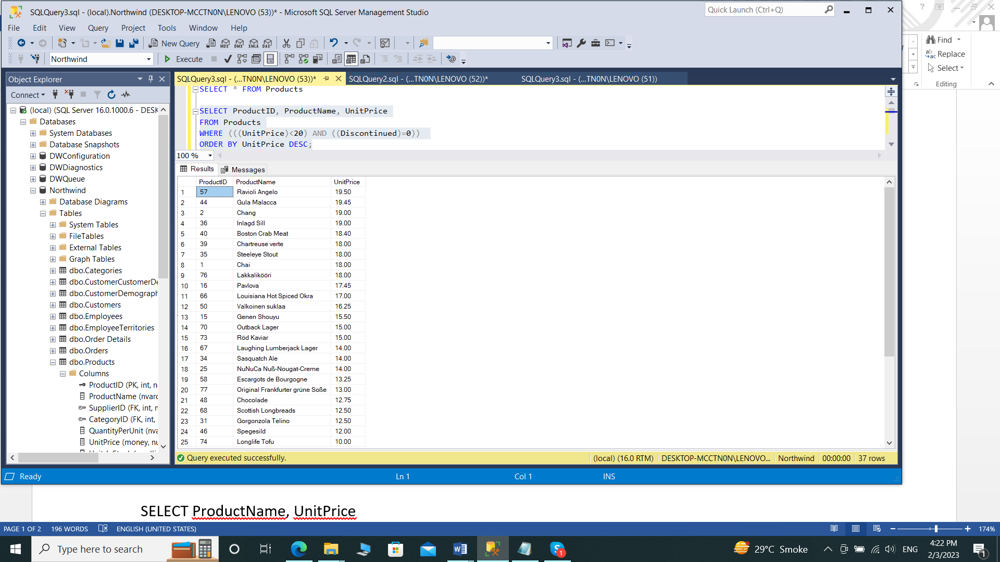 SQLQuery3.sql - (local).Northwind (DESKTOP-MCCTN0N\LENOVO (53))* - Microsoft SQL Server Management Studio
Quick Launch (Ctrl+Q)
File Edit View Query Project Tools Window Help
New Query
MDX DMX XMLA DAX
Northwind
Execute
Find
Replace
Select
Editing
Object Explorer
Connect
(local) (SQL Server 16.0.1000.6 - DESK
Databases
System Databases
Database Snapshots
DWConfiguration
DWDiagnostics
DWQueue
Northwind
Database Diagrams
Tables
System Tables
FileTables
External Tables
Graph Tables
dbo.Categories
dbo.CustomerCustomerDe
dbo.CustomerDemograph
dbo.Customers
dbo.Employees
dbo.EmployeeTerritories
dbo.Order Details
dbo.Orders
dbo.Products
Columns
ProductID (PK, int, n
ProductName (nvarc
SupplierID (FK, int, n
CategoryID (FK, int,
QuantityPerUnit (nva
UnitPrice (money, nu
SQLQuery3.sql - (...TN0N\LENOVO (53))* SQLQuery2.sql - (...TN0N\LENOVO (52))* SQLQuery3.sql - (...TN0N\LENOVO (51))
SELECT * FROM Products
SELECT ProductID, ProductName, UnitPrice
FROM Products
WHERE (((UnitPrice)<20) AND ((Discontinued)=0))
ORDER BY UnitPrice DESC;
100 %
Results Messages
ProductID ProductName UnitPrice
1 57 Ravioli Angelo 19.50
2 44 Gula Malacca 19.45
3 2 Chang 19.00
4 36 Inlagd Sill 19.00
5 40 Boston Crab Meat 18.40
6 39 Chartreuse verte 18.00
7 35 Steeleye Stout 18.00
8 1 Chai 18.00
9 76 Lakkalikööri 18.00
10 16 Pavlova 17.45
11 66 Louisiana Hot Spiced Okra 17.00
12 50 Valkoinen suklaa 16.25
13 15 Genen Shouyu 15.50
14 70 Outback Lager 15.00
15 73 Röd Kaviar 15.00
16 67 Laughing Lumberjack Lager 14.00
17 34 Sasquatch Ale 14.00
18 25 NuNuCa Nuß-Nougat-Creme 14.00
19 58 Escargots de Bourgogne 13.25
20 77 Original Frankfurter grüne Soße 13.00
21 48 Chocolade 12.75
22 68 Scottish Longbreads 12.50
23 31 Gorgonzola Telino 12.50
24 46 Spegesild 12.00
25 74 Longlife Tofu 10.00
Query executed successfully.
(local) (16.0 RTM) DESKTOP-MCCTN0N\LENOVO... Northwind 00:00:00 37 rows
Ready Ln 1 Col 1 INS
SELECT ProductName, UnitPrice
PAGE 1 OF 2 196 WORDS ENGLISH (UNITED STATES) 174%
Type here to search
29°C Smoke ENG
4:22 PM
2/3/2023
1
1